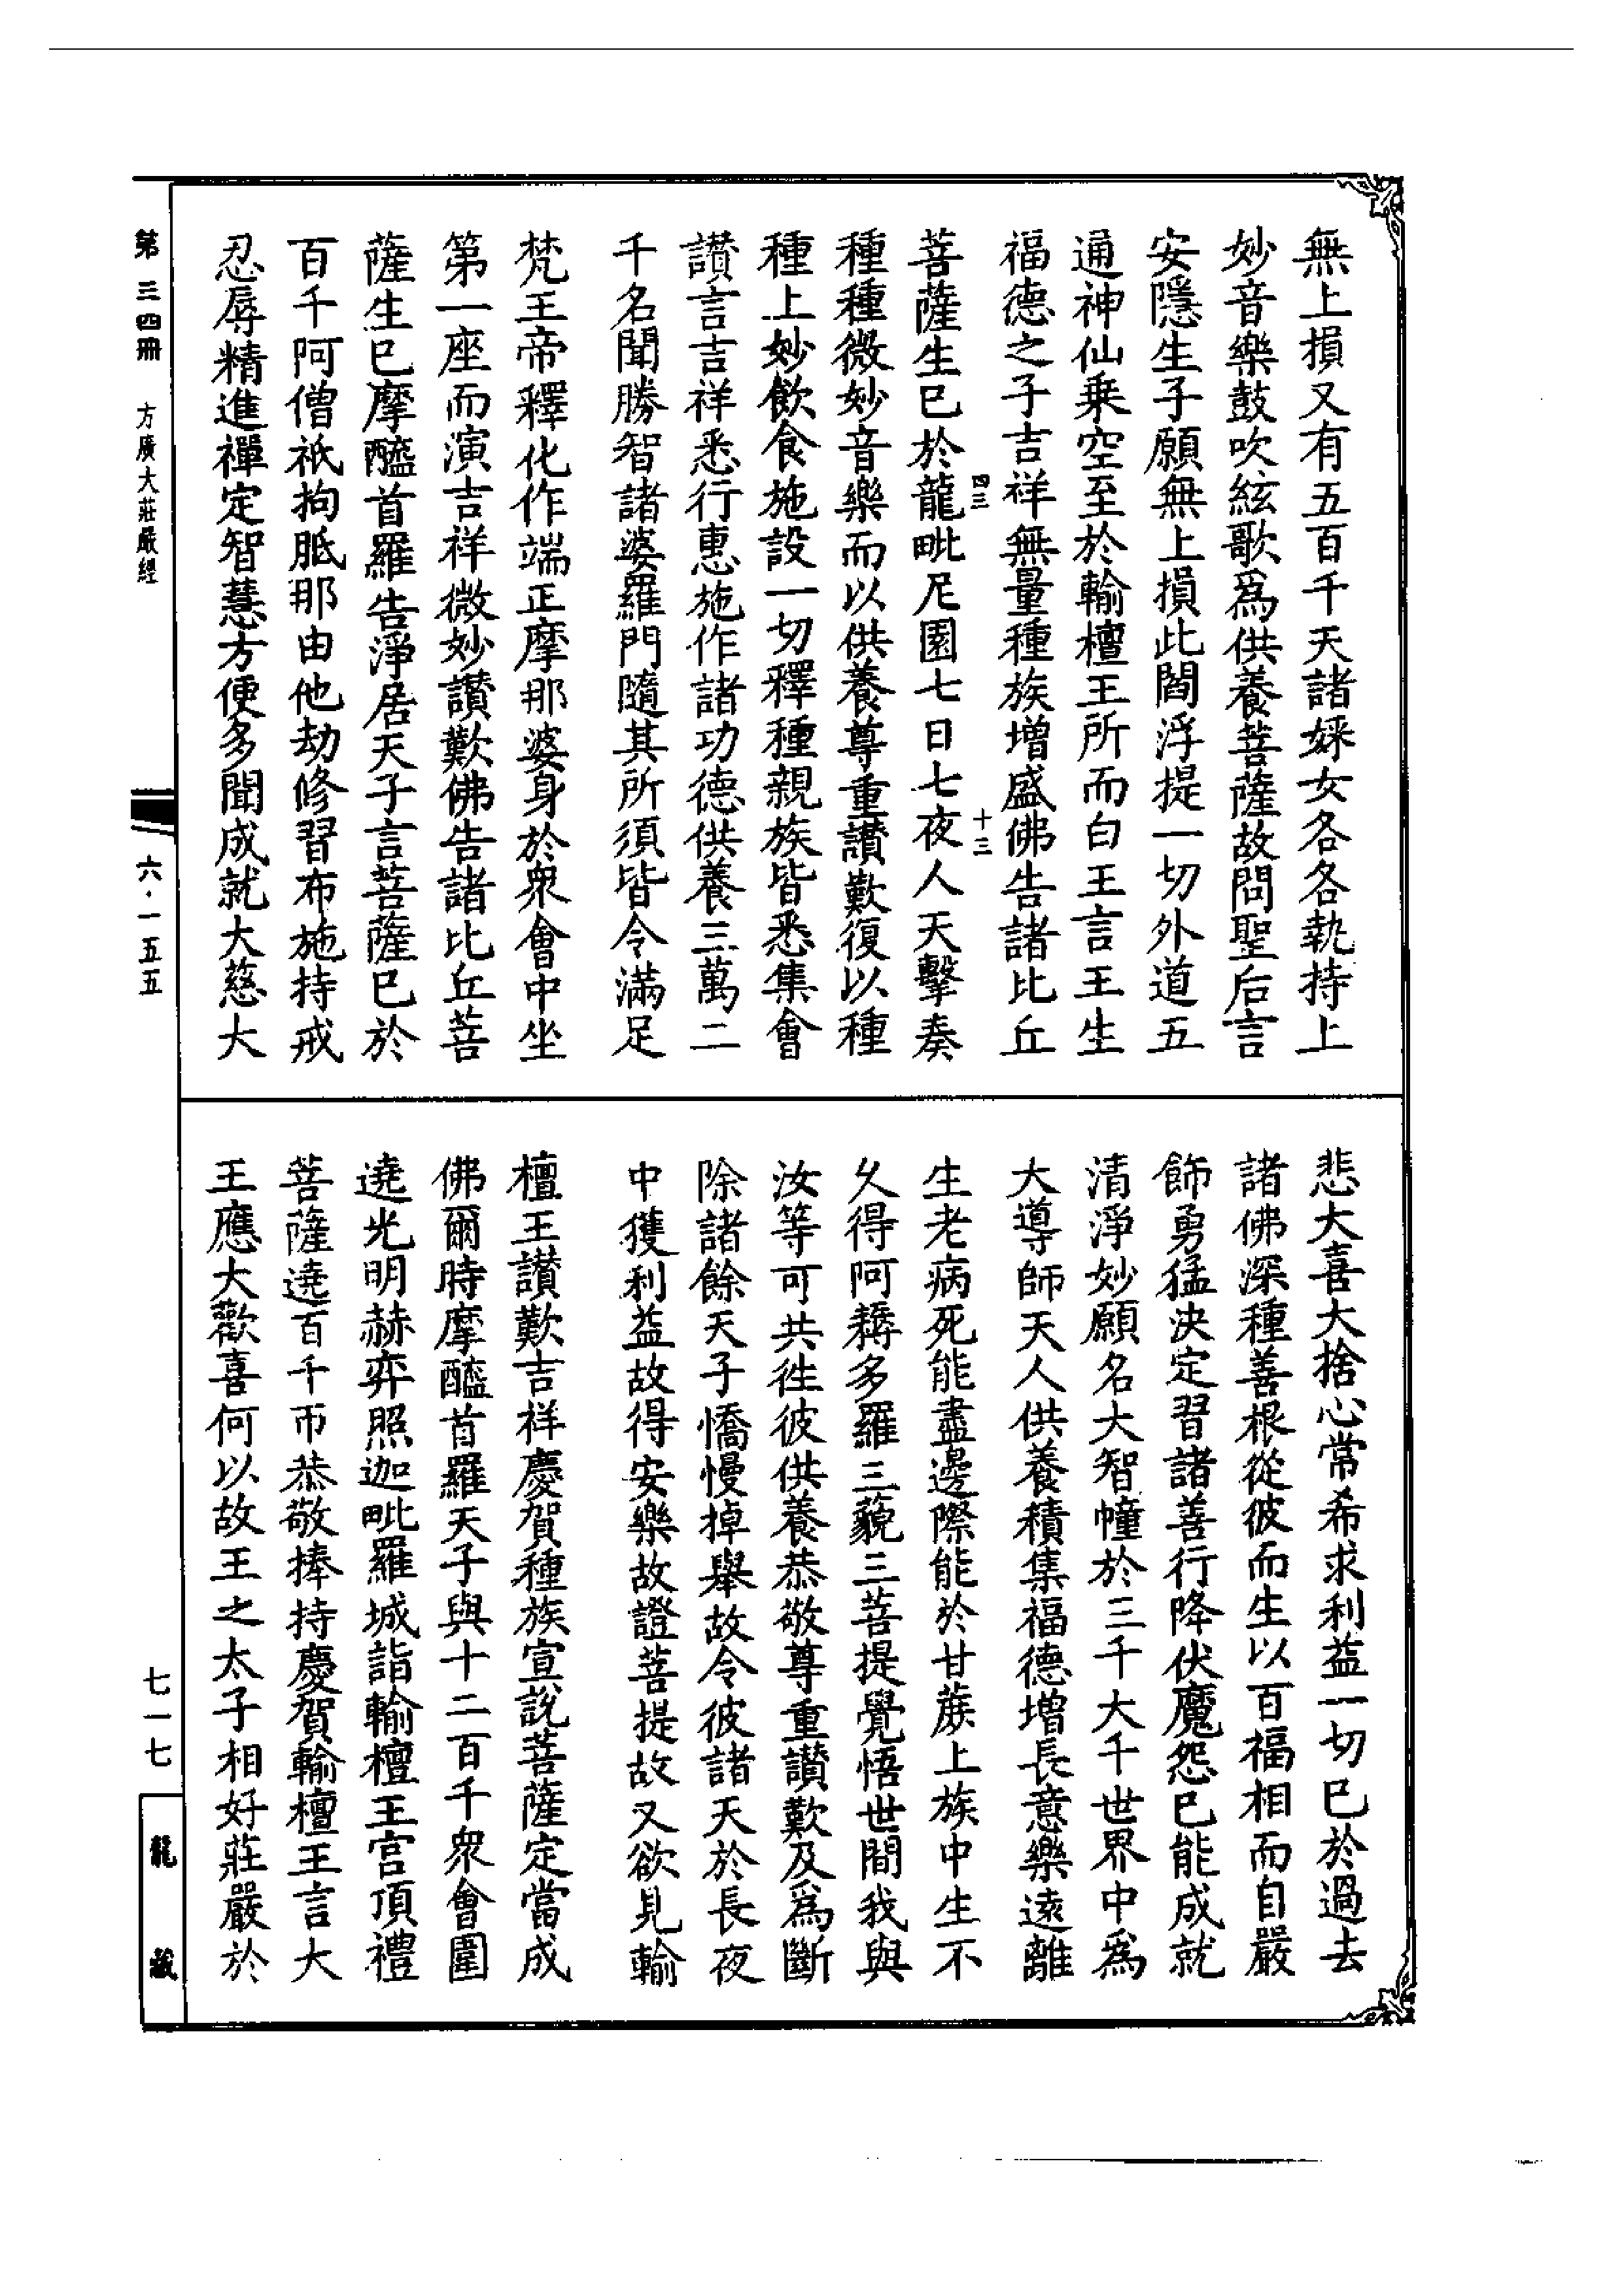 無上損又有五百千天諸婇女各各執持上
妙音樂鼓吹絃歌爲供養菩薩故問聖后言
安隱生子願無上損此閻浮提一切外道五
通神仙乗空至於輸檀王所而白王言王生
福德之子吉祥無量種族增盛佛告諸比丘
四三
十三
菩薩生已於龍毗尼園七日七夜人天擊奏
種種微妙音樂而以供養尊重讃歎復以種
種上妙飲食施設一切釋種親族皆悉集會
讃言吉祥悉行惠施作諸功德供養三萬二
千名聞勝智諸婆羅門隨其所須皆令滿足
梵王帝釋化作端正摩那婆身於衆會中坐
第一座而演吉祥微妙讃歎佛告諸比丘菩
薩生已摩醯首羅告淨居天子言菩薩已於
百千阿僧祇拘胝那由他劫修習布施持戒
忍辱精進禪定智慧方便多聞成就大慈大
悲大喜大捨心常希求利益一切已於過去
諸佛深種善根從彼而生以百福相而自嚴
飾勇猛決定習諸善行降伏魔怨已能成就
清淨妙願名大智幢於三千大千世界中爲
大導師天人供養積集福德增長意樂遠離
生老病死能盡邊際能於甘蔗上族中生不
久得阿耨多羅三藐三菩提覺悟世間我與
汝等可共徃彼供養恭敬尊重讃歎及爲斷
除諸餘天子憍慢掉舉故令彼諸天於長夜
中獲利益故得安樂故證菩提故又欲見輸
檀王讃歎吉祥慶賀種族宣說菩薩定當成
佛爾時摩醯首羅天子與十二百千衆會圍
遶光明赫弈照迦毗羅城詣輸檀王宮頂禮
菩薩遶百千帀恭敬捧持慶賀輸檀王言大
王應大歡喜何以故王之太子相好莊嚴於
第三四冊 方廣大莊嚴經
六·一五五
七一七
龍藏